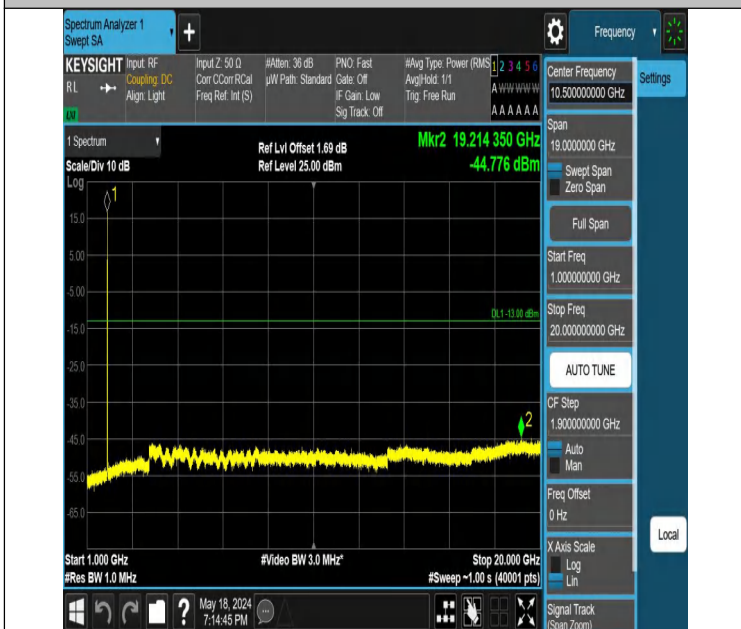 Spectrum Analyzer 1
Swept SA
Frequency
KEYSIGHT
RL
Input: RF
Coupling: DC
Align: Light
Input Z: 50 Ω
Corr CCorr RCal
Freq Ref: Int (S)
#Atten: 36 dB
µW Path: Standard
PNO: Fast
Gate: Off
IF Gain: Low
Sig Track: Off
#Avg Type: Power (RMS
Avg|Hold: 1/1
Trig: Free Run
1 2 3 4 5 6
A W W W W W
A A A A A A
1 Spectrum
Scale/Div 10 dB
Log
Ref Lvl Offset 1.69 dB
Ref Level 25.00 dBm
Mkr2 19.214 350 GHz
-44.776 dBm
1
15.0
5.00
-5.00
DL1 -13.00 dBm
-15.0
-25.0
-35.0
2
-45.0
-55.0
-65.0
Start 1.000 GHz
#Res BW 1.0 MHz
#Video BW 3.0 MHz*
Stop 20.000 GHz
#Sweep ~1.00 s (40001 pts)
May 18, 2024
7:14:45 PM
Center Frequency
10.500000000 GHz
Settings
Span
19.0000000 GHz
Swept Span
Zero Span
Full Span
Start Freq
1.000000000 GHz
Stop Freq
20.000000000 GHz
AUTO TUNE
CF Step
1.900000000 GHz
Auto
Man
Freq Offset
0 Hz
Local
X Axis Scale
Log
Lin
Signal Track
(Span Zoom)